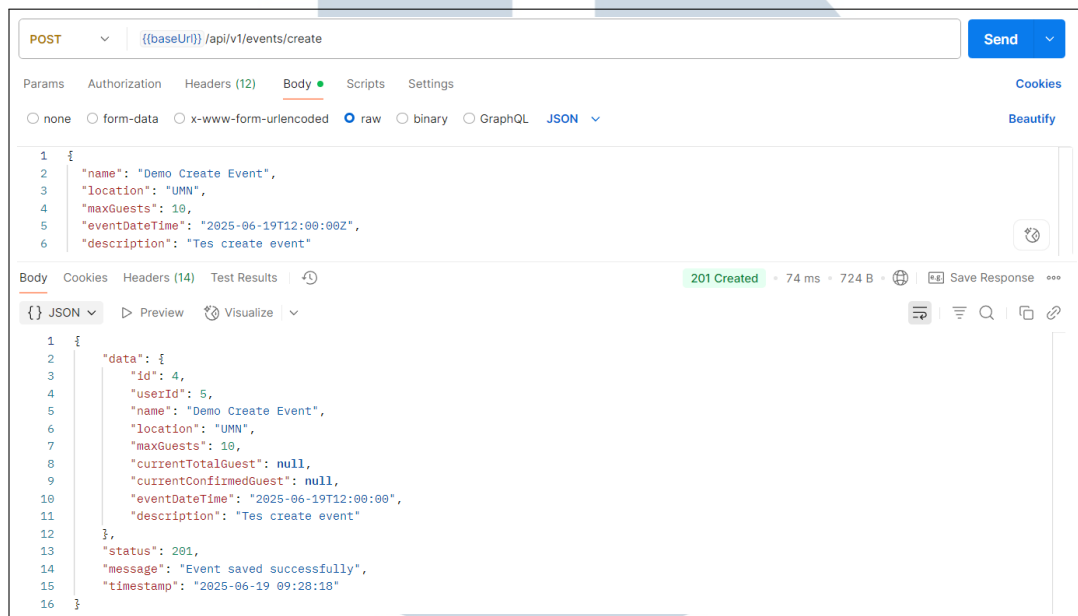 POST {{baseUrl}} /api/v1/events/create Send
Params Authorization Headers (12) Body Scripts Settings Cookies
none form-data x-www-form-urlencoded raw binary GraphQL JSON Beautify
1 {
2 "name": "Demo Create Event",
3 "location": "UMN",
4 "maxGuests": 10,
5 "eventDateTime": "2025-06-19T12:00:00Z",
6 "description": "Tes create event"
Body Cookies Headers (14) Test Results 201 Created • 74 ms • 724 B • e.g. Save Response
{} JSON Preview Visualize
1 {
2 "data": {
3 "id": 4,
4 "userId": 5,
5 "name": "Demo Create Event",
6 "location": "UMN",
7 "maxGuests": 10,
8 "currentTotalGuest": null,
9 "currentConfirmedGuest": null,
10 "eventDateTime": "2025-06-19T12:00:00",
11 "description": "Tes create event"
12 },
13 "status": 201,
14 "message": "Event saved successfully",
15 "timestamp": "2025-06-19 09:28:18"
16 }